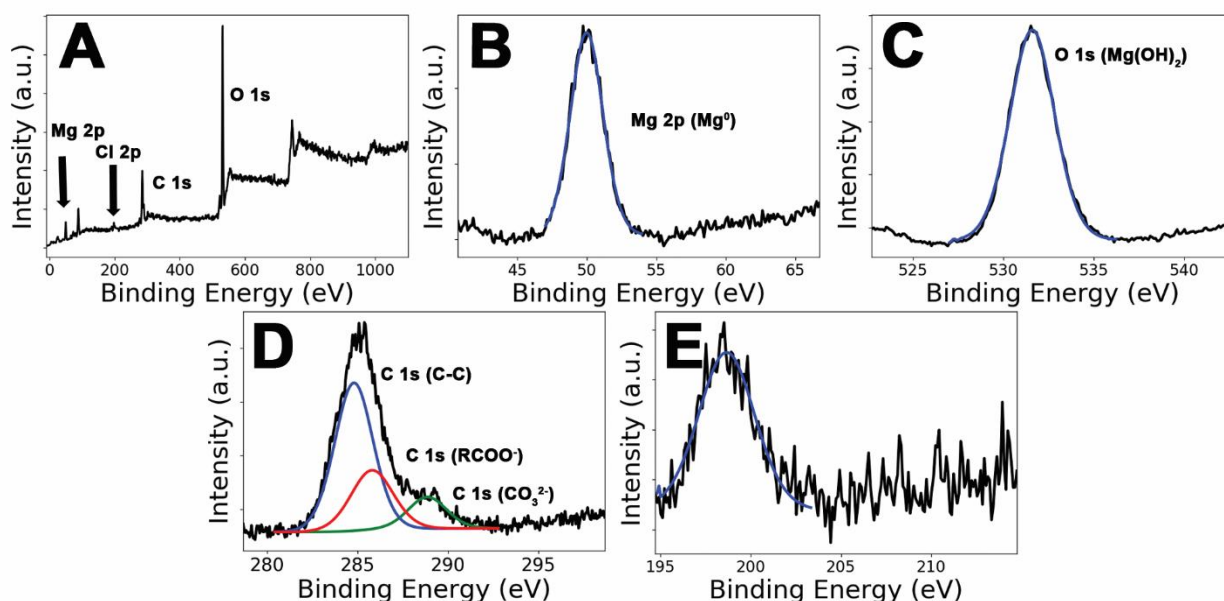 A
Intensity (a.u.)
Mg 2p
Cl 2p
C 1s
O 1s
0 200 400 600 800 1000
Binding Energy (eV)
B
Intensity (a.u.)
Mg 2p (Mg⁰)
45 50 55 60 65
Binding Energy (eV)
C
Intensity (a.u.)
O 1s (Mg(OH)₂)
525 530 535 540
Binding Energy (eV)
D
Intensity (a.u.)
C 1s (C-C)
C 1s (RCOO⁻)
C 1s (CO₃²⁻)
280 285 290 295
Binding Energy (eV)
E
Intensity (a.u.)
195 200 205 210
Binding Energy (eV)